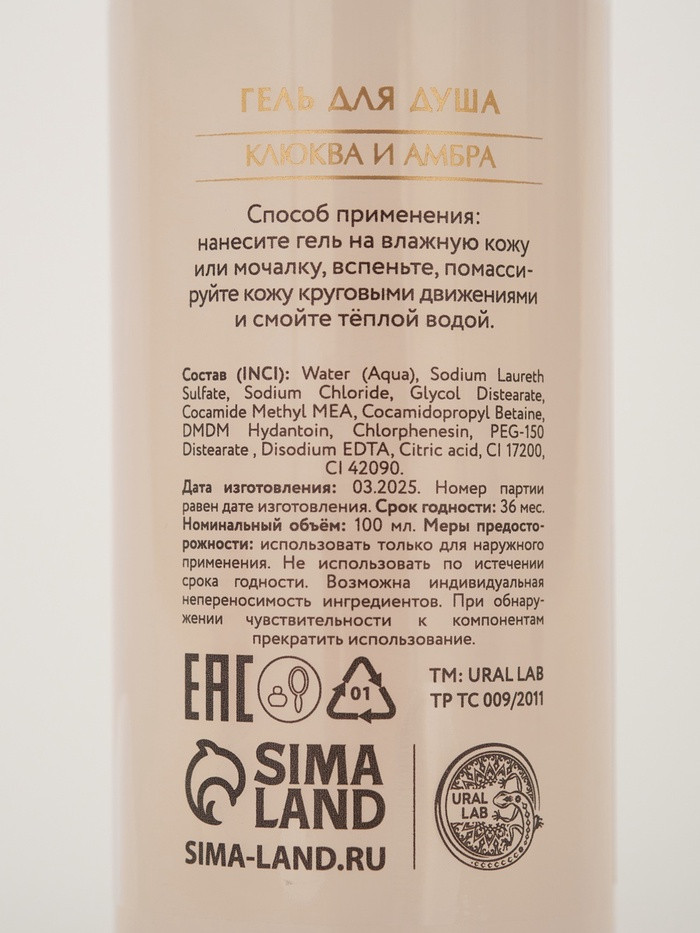 ГЕЛЬ ДЛЯ ДУША
КЛЮКВА И АМБРА
Способ применения:
нанесите гель на влажную кожу
или мочалку, вспеньте, помасси-
руйте кожу круговыми движениями
и смойте тёплой водой.
Состав (INCI): Water (Aqua), Sodium Laureth
Sulfate, Sodium Chloride, Glycol Distearate,
Cocamide Methyl MEA, Cocamidopropyl Betaine,
DMDM Hydantoin, Chlorphenesin, PEG-150
Distearate , Disodium EDTA, Citric acid, CI 17200,
CI 42090.
Дата изготовления: 03.2025. Номер партии
равен дате изготовления. Срок годности: 36 мес.
Номинальный объём: 100 мл. Меры предосто-
рожности: использовать только для наружного
применения. Не использовать по истечении
срока годности. Возможна индивидуальная
непереносимость ингредиентов. При обнару-
жении чувствительности к компонентам
прекратить использование.
EAC
01
ТМ: URAL LAB
ТР ТС 009/2011
SIMA
LAND
SIMA-LAND.RU
URAL
LAB